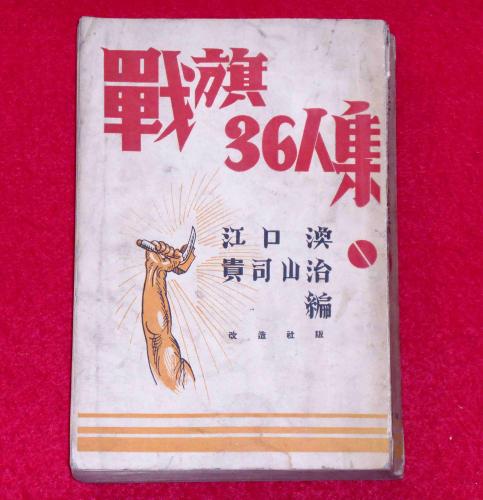 戰旗
36人集
江口渙
貴司山治
編
改造社版